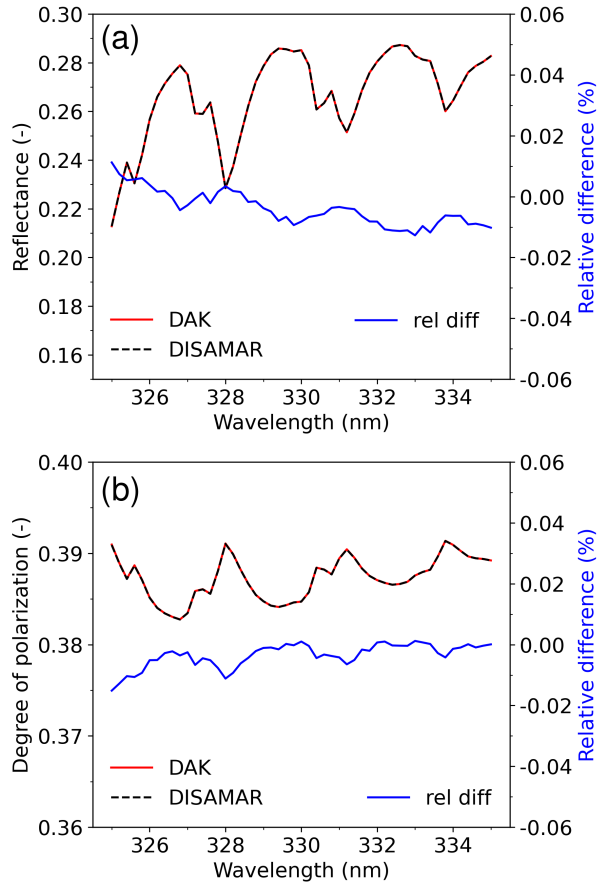 (a)
0.30
0.28
0.26
0.24
0.22
0.20
0.18
0.16
Reflectance (-)
0.06
0.04
0.02
0.00
-0.02
-0.04
-0.06
Relative difference (%)
DAK
DISAMAR
rel diff
326 328 330 332 334
Wavelength (nm)
(b)
0.40
0.39
0.38
0.37
0.36
Degree of polarization (-)
0.06
0.04
0.02
0.00
-0.02
-0.04
-0.06
Relative difference (%)
DAK
DISAMAR
rel diff
326 328 330 332 334
Wavelength (nm)